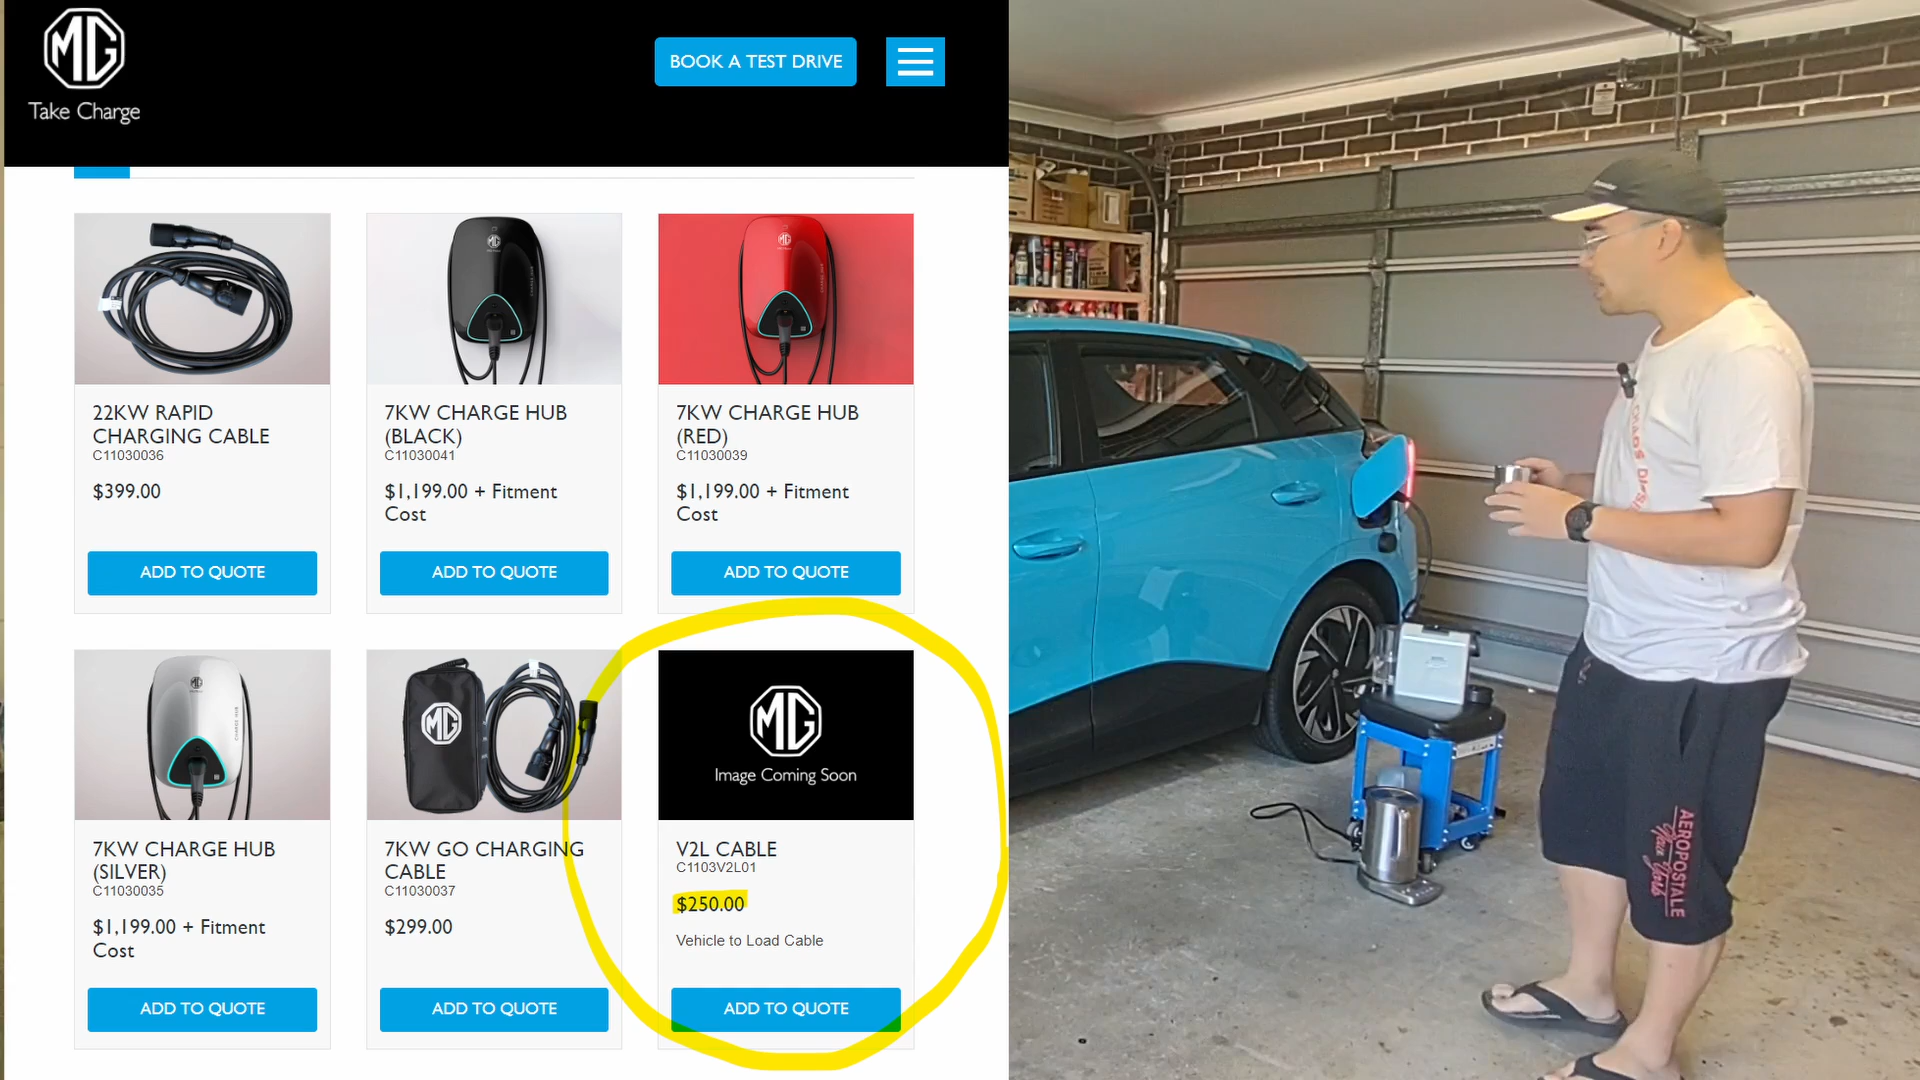 MG
Take Charge
BOOK A TEST DRIVE
22KW RAPID
CHARGING CABLE
C11030036
$399.00
ADD TO QUOTE
7KW CHARGE HUB
(BLACK)
C11030041
$1,199.00 + Fitment
Cost
ADD TO QUOTE
7KW CHARGE HUB
(RED)
C11030039
$1,199.00 + Fitment
Cost
ADD TO QUOTE
7KW CHARGE HUB
(SILVER)
C11030035
$1,199.00 + Fitment
Cost
ADD TO QUOTE
MG
7KW GO CHARGING
CABLE
C11030037
$299.00
ADD TO QUOTE
MG
Image Coming Soon
V2L CABLE
C1103V2L01
$250.00
Vehicle to Load Cable
ADD TO QUOTE
AEROPOSTALE
New York